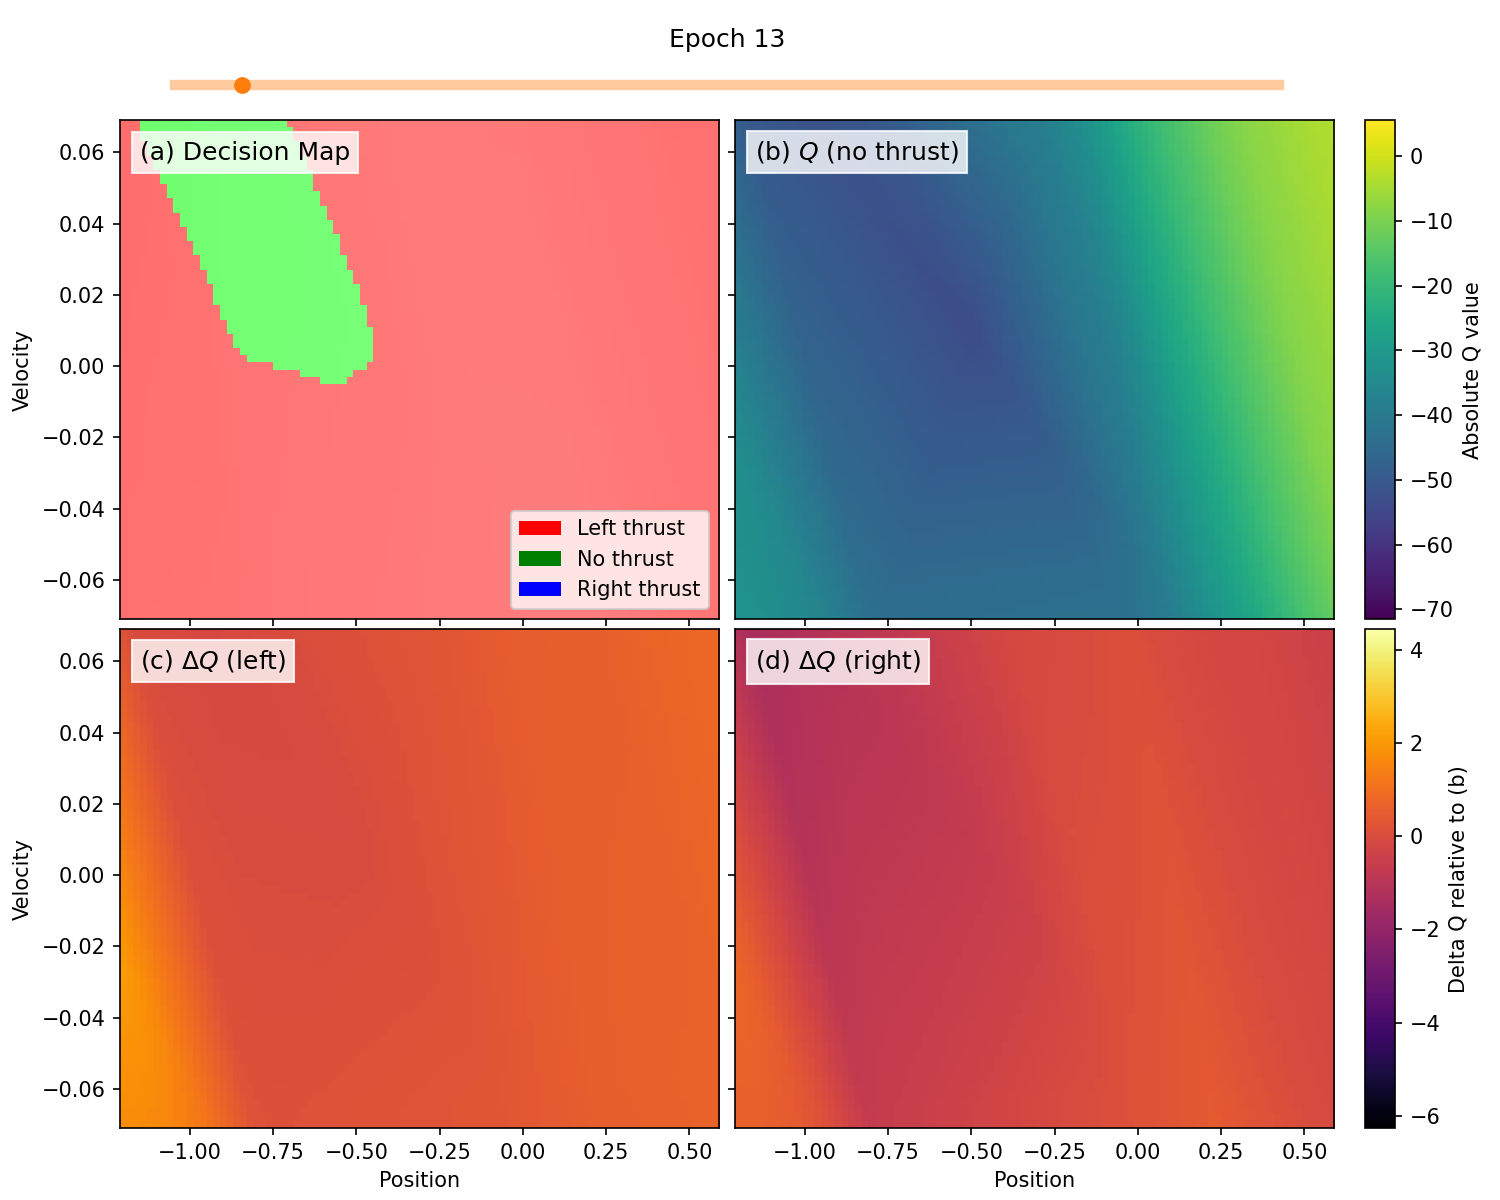 Epoch 13
(a) Decision Map
(b) Q (no thrust)
0.06
0.04
0.02
0.00
−0.02
−0.04
−0.06
Velocity
Left thrust
No thrust
Right thrust
0
−10
−20
−30
−40
−50
−60
−70
Absolute Q value
(c) ΔQ (left)
(d) ΔQ (right)
0.06
0.04
0.02
0.00
−0.02
−0.04
−0.06
Velocity
4
2
0
−2
−4
−6
Delta Q relative to (b)
−1.00 −0.75 −0.50 −0.25 0.00 0.25 0.50
Position
−1.00 −0.75 −0.50 −0.25 0.00 0.25 0.50
Position